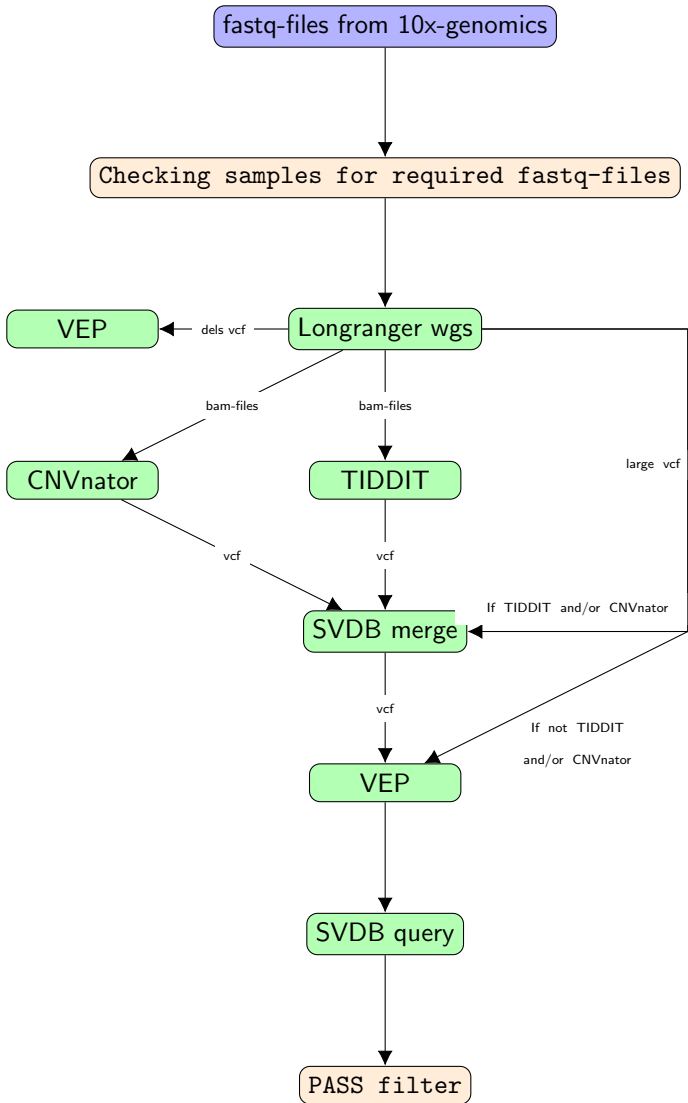 fastq-files from 10x-genomics
Checking samples for required fastq-files
VEP
dels vcf
Longranger wgs
bam-files
bam-files
large vcf
CNVnator
TIDDIT
vcf
vcf
If TIDDIT and/or CNVnator
SVDB merge
vcf
If not TIDDIT
and/or CNVnator
VEP
SVDB query
PASS filter